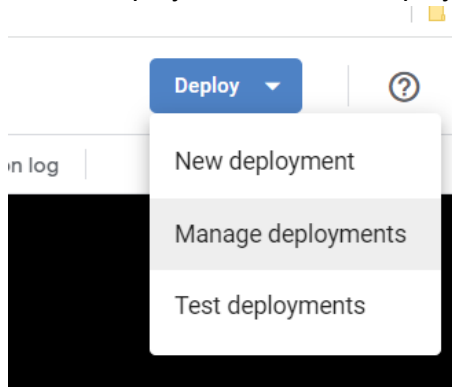 Deploy
on log
New deployment
Manage deployments
Test deployments